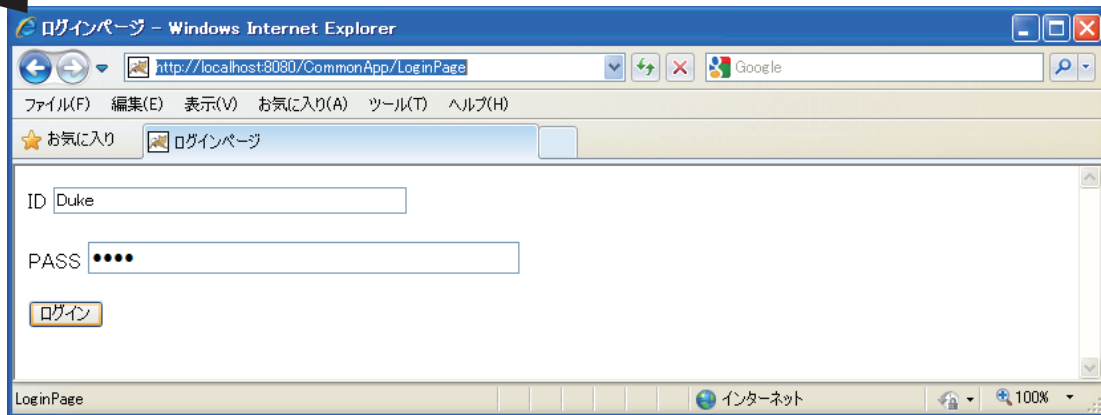 ログインページ - Windows Internet Explorer
http://localhost:8080/CommonApp/LoginPage Google
ファイル(F) 編集(E) 表示(V) お気に入り(A) ツール(T) ヘルプ(H)
お気に入り ログインページ
ID Duke
PASS ••••
ログイン
LoginPage インターネット 100%